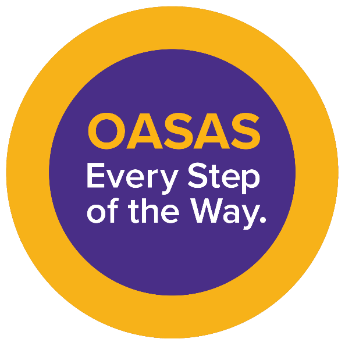 OASAS
Every Step
of the Way.